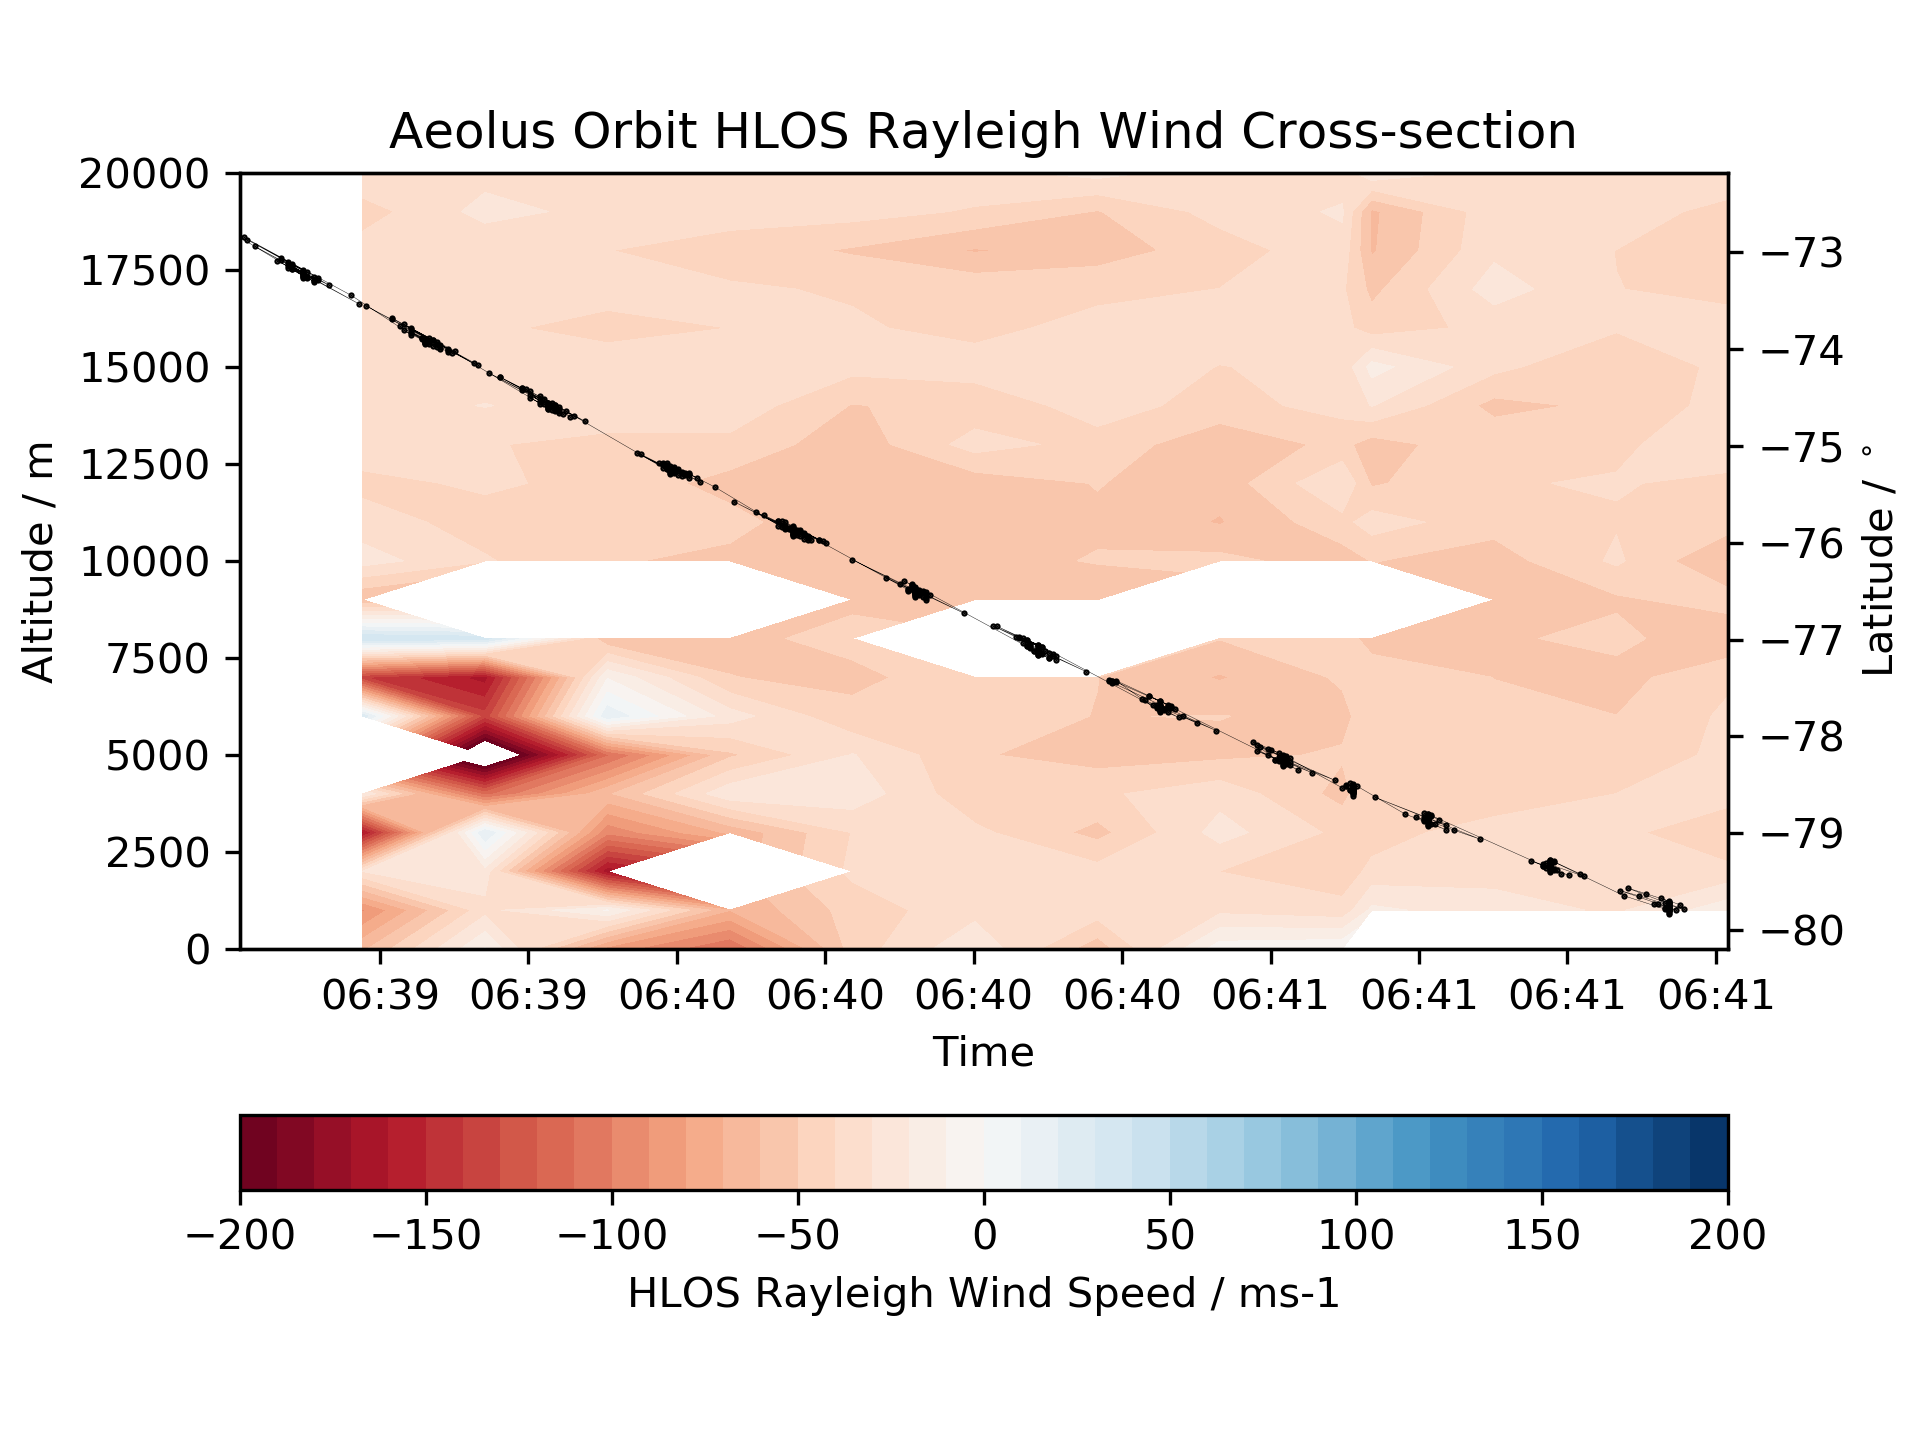 Aeolus Orbit HLOS Rayleigh Wind Cross-section
20000
17500
15000
12500
10000
7500
5000
2500
0
Altitude / m
−73
−74
−75
−76
−77
−78
−79
−80
Latitude / °
06:39 06:39 06:40 06:40 06:40 06:40 06:41 06:41 06:41 06:41
Time
−200 −150 −100 −50 0 50 100 150 200
HLOS Rayleigh Wind Speed / ms-1